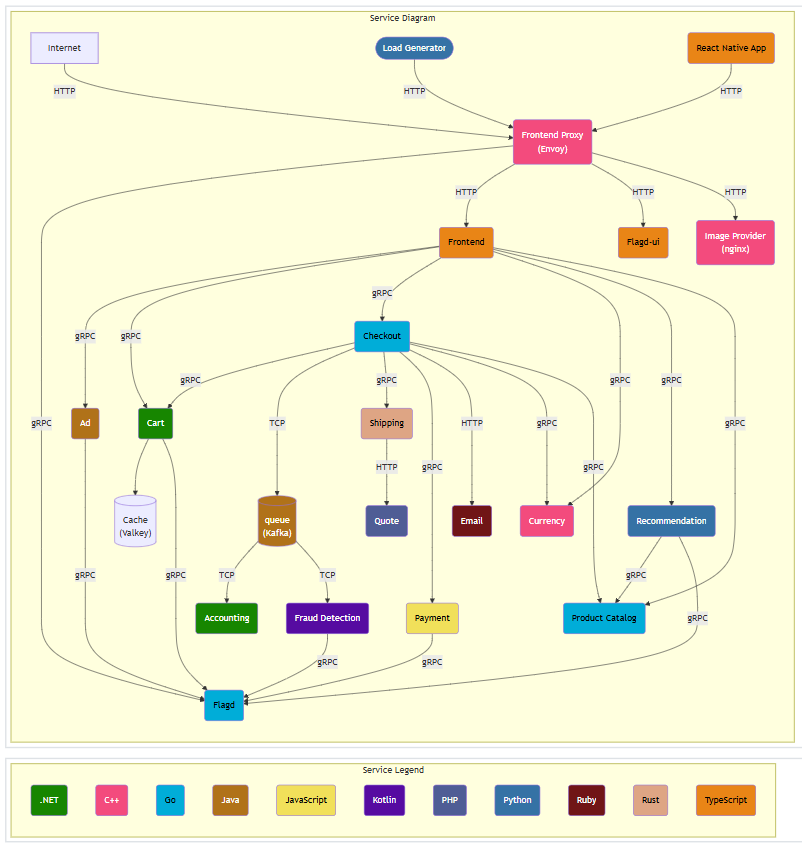 Service Diagram
Internet
Load Generator
React Native App
HTTP
HTTP
HTTP
Frontend Proxy
(Envoy)
HTTP
HTTP
HTTP
Frontend
Flagd-ui
Image Provider
(nginx)
gRPC
Checkout
gRPC
gRPC
gRPC
gRPC
gRPC
gRPC
gRPC
TCP
HTTP
gRPC
gRPC
gRPC
Ad
Cart
Shipping
HTTP
gRPC
gRPC
Cache
(Valkey)
queue
(Kafka)
Quote
Email
Currency
Recommendation
gRPC
gRPC
TCP
TCP
gRPC
Accounting
Fraud Detection
Payment
Product Catalog
gRPC
gRPC
gRPC
Flagd
Service Legend
.NET
C++
Go
Java
JavaScript
Kotlin
PHP
Python
Ruby
Rust
TypeScript